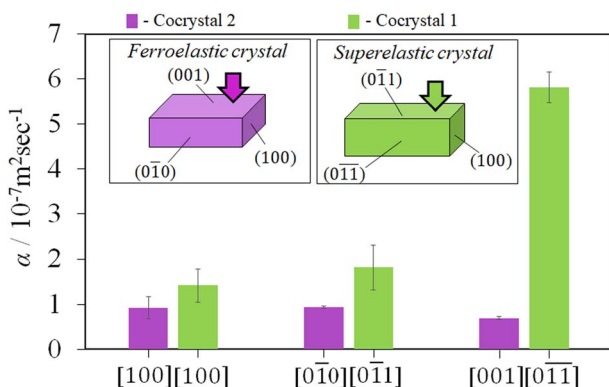 - Cocrystal 2 - Cocrystal 1
Ferroelastic crystal
(001)
(01̅0)
(100)
Superelastic crystal
(01̅1)
(01̅1̅)
(100)
α / 10⁻⁷m²sec⁻¹
7
6
5
4
3
2
1
0
[100][100] [01̅0][01̅1] [001][01̅1̅]